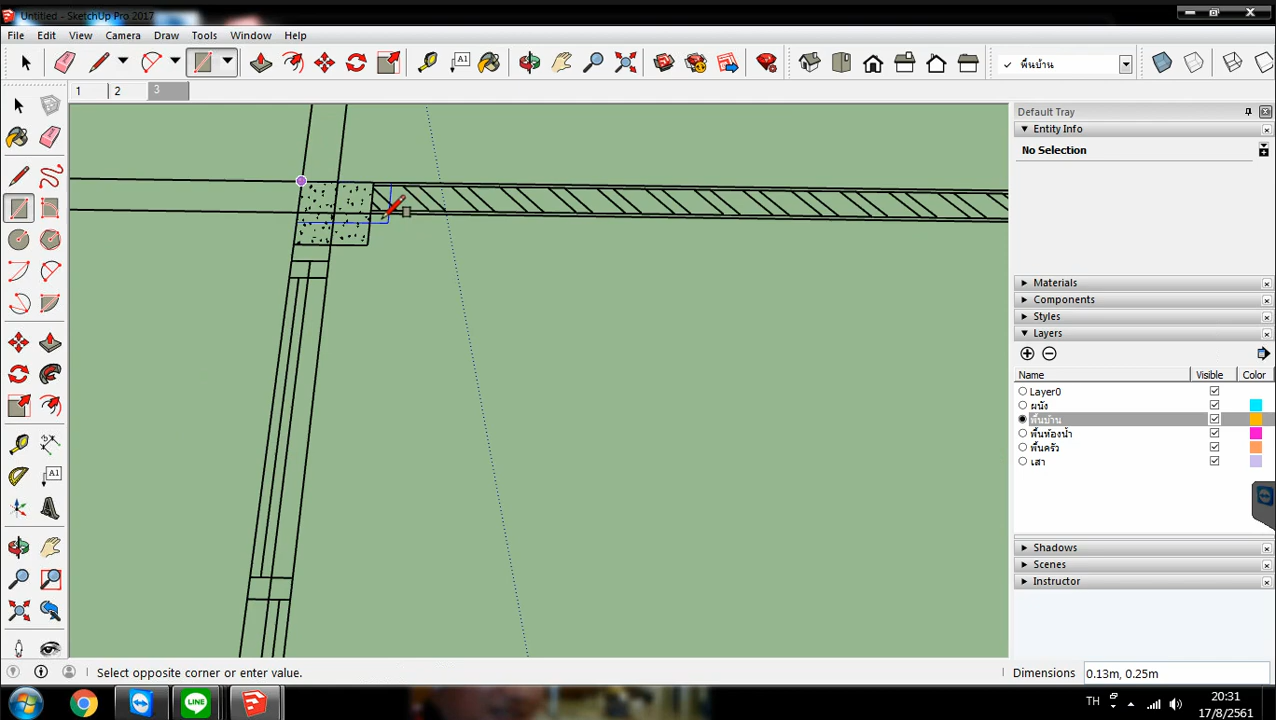 Untitled - SketchUp Pro 2017
File Edit View Camera Draw Tools Window Help
A1
✓ พื้นบ้าน
1 2 3
Default Tray
Entity Info
No Selection
Materials
Components
Styles
Layers
Name Visible Color
Layer0
ผนัง
พื้นบ้าน
พื้นห้องน้ำ
พื้นครัว
เสา
A1
Shadows
Scenes
Instructor
Select opposite corner or enter value.
Dimensions 0.13m, 0.25m
LINE
TH
20:31
17/8/2561